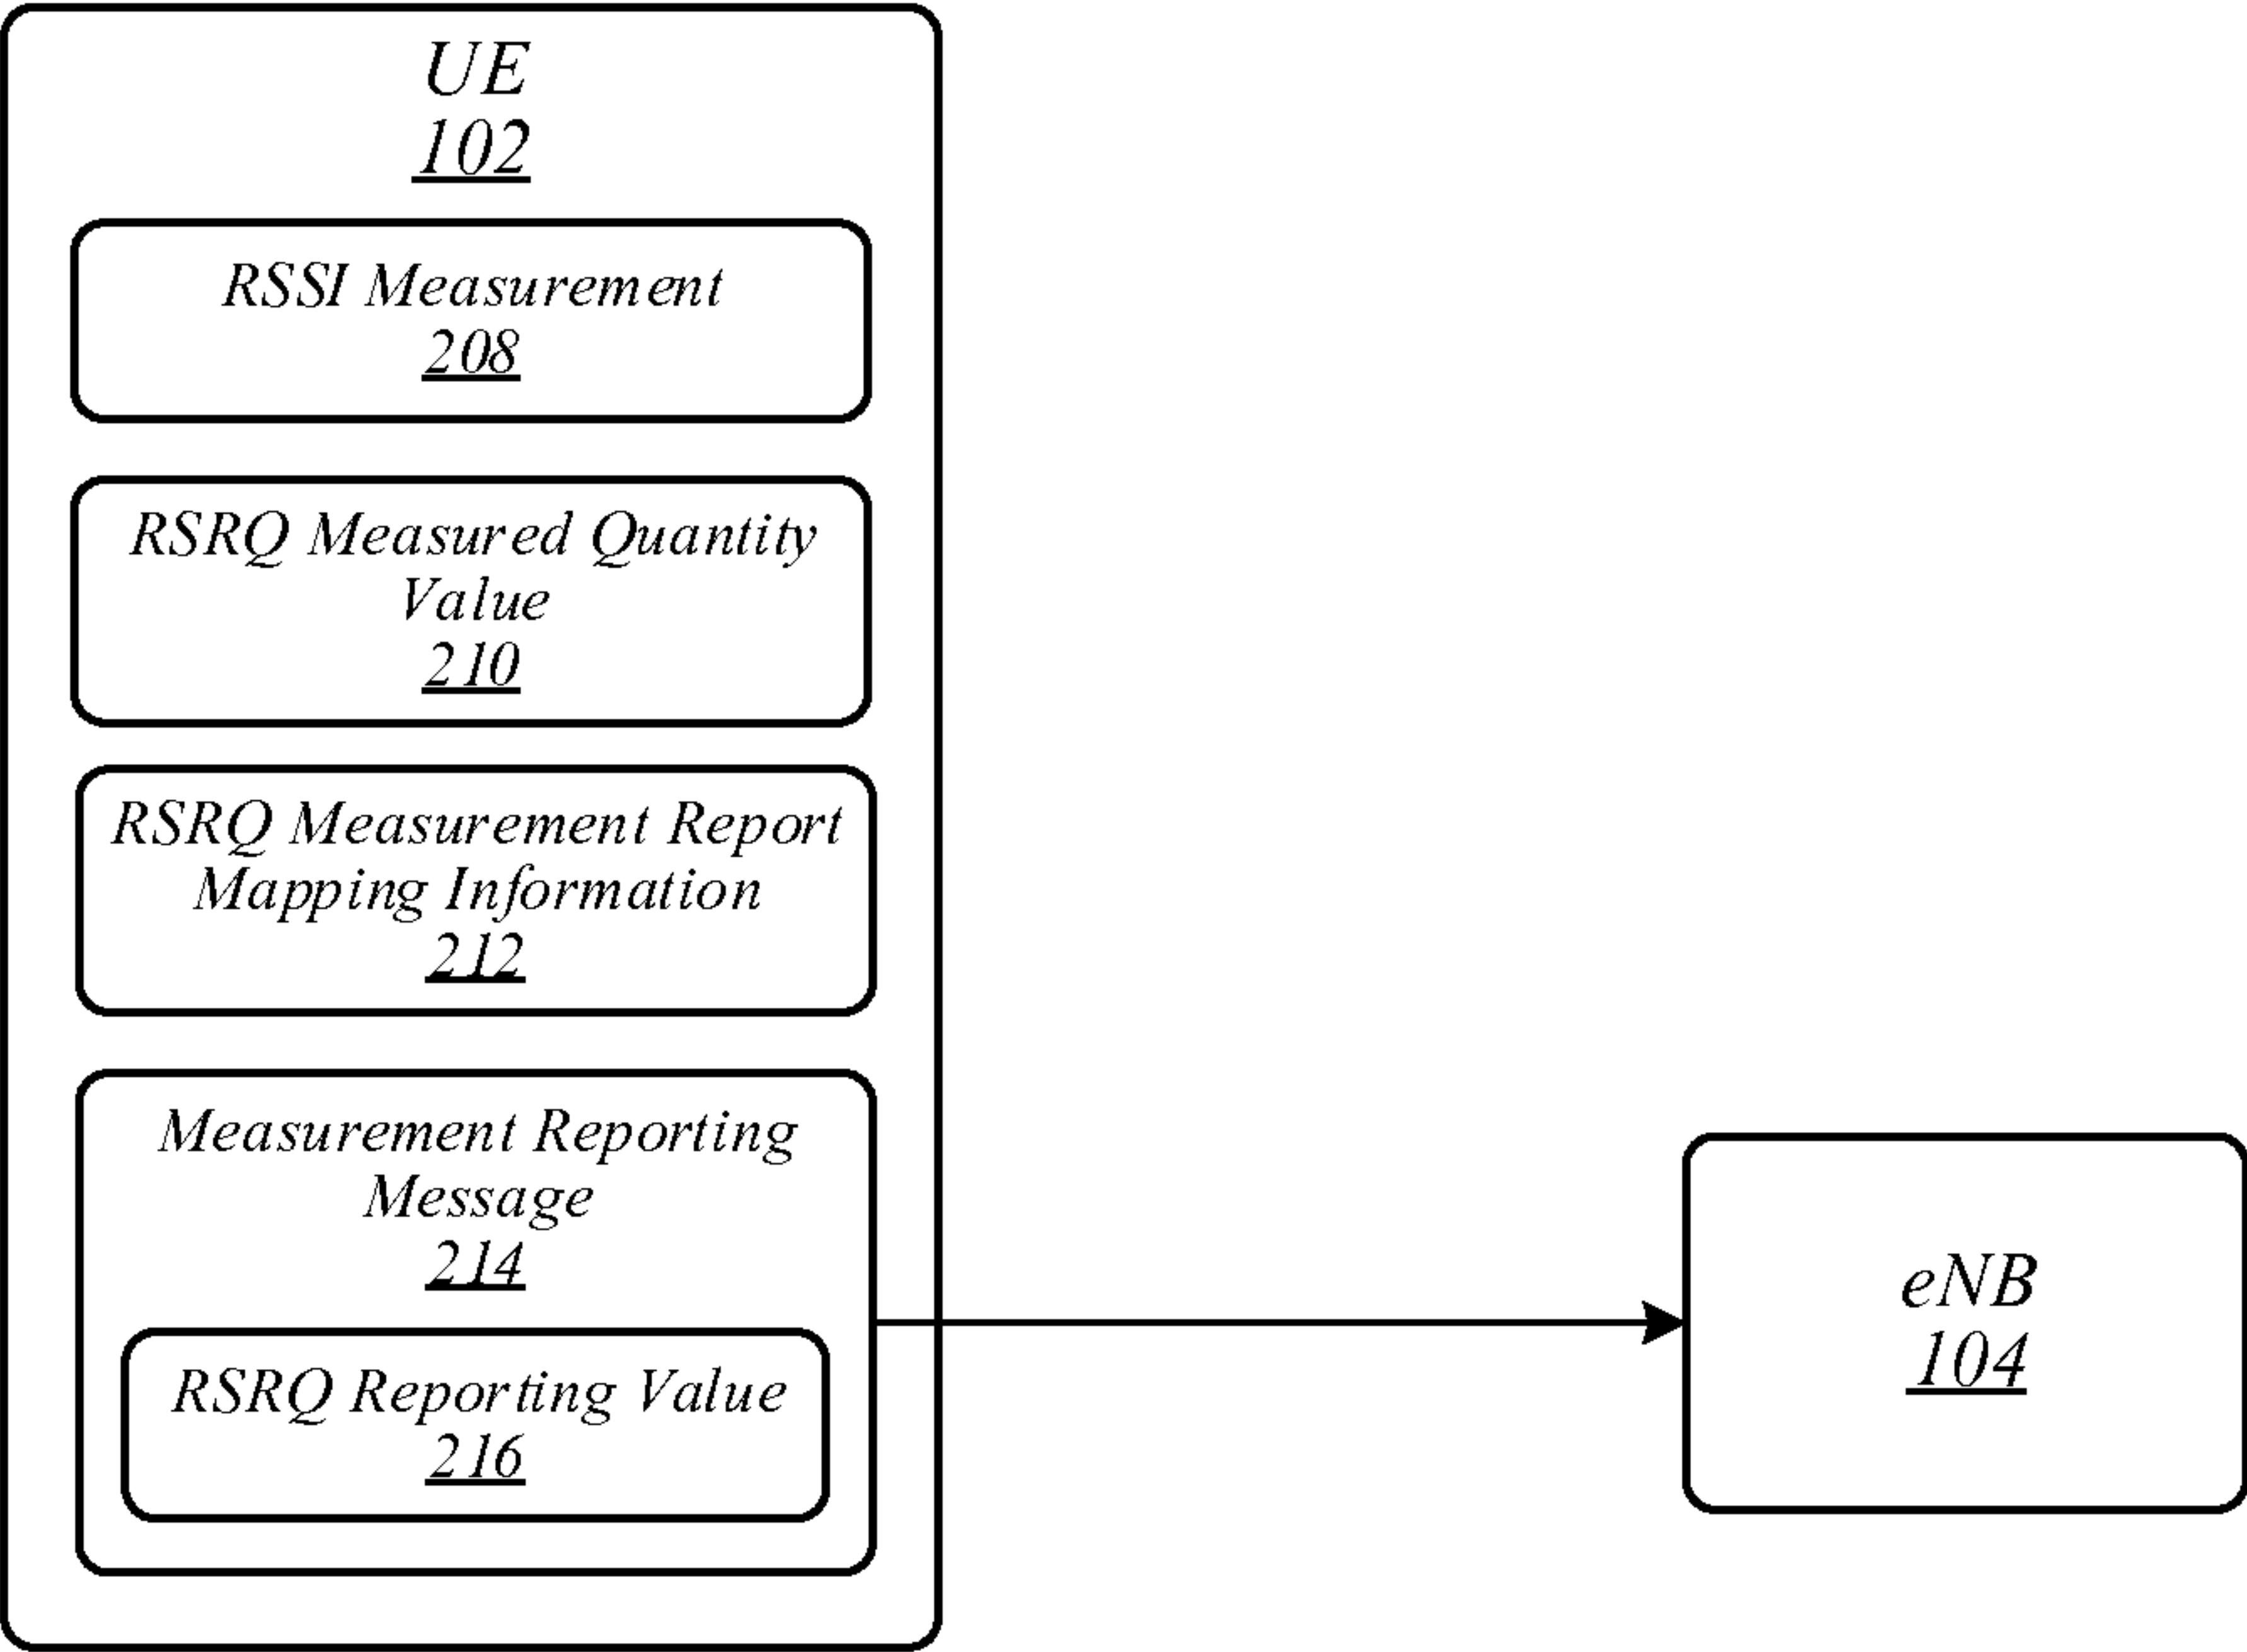 UE
102
RSSI Measurement
208
RSRQ Measured Quantity
Value
210
RSRQ Measurement Report
Mapping Information
212
Measurement Reporting
Message
214
RSRQ Reporting Value
216
eNB
104